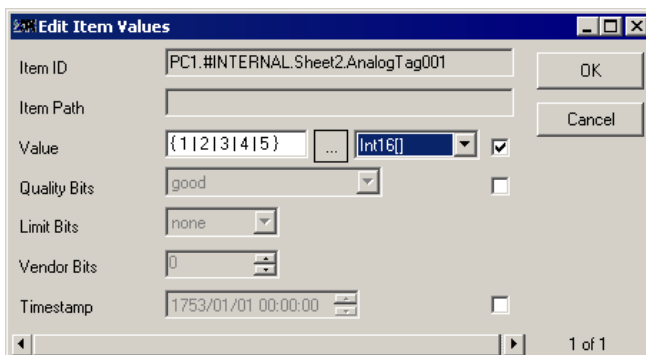 Edit Item Values
Item ID PC1.#INTERNAL.Sheet2.AnalogTag001 OK
Item Path Cancel
Value {1|2|3|4|5} ... Int16[]
Quality Bits good
Limit Bits none
Vendor Bits 0
Timestamp 1753/01/01 00:00:00
1 of 1